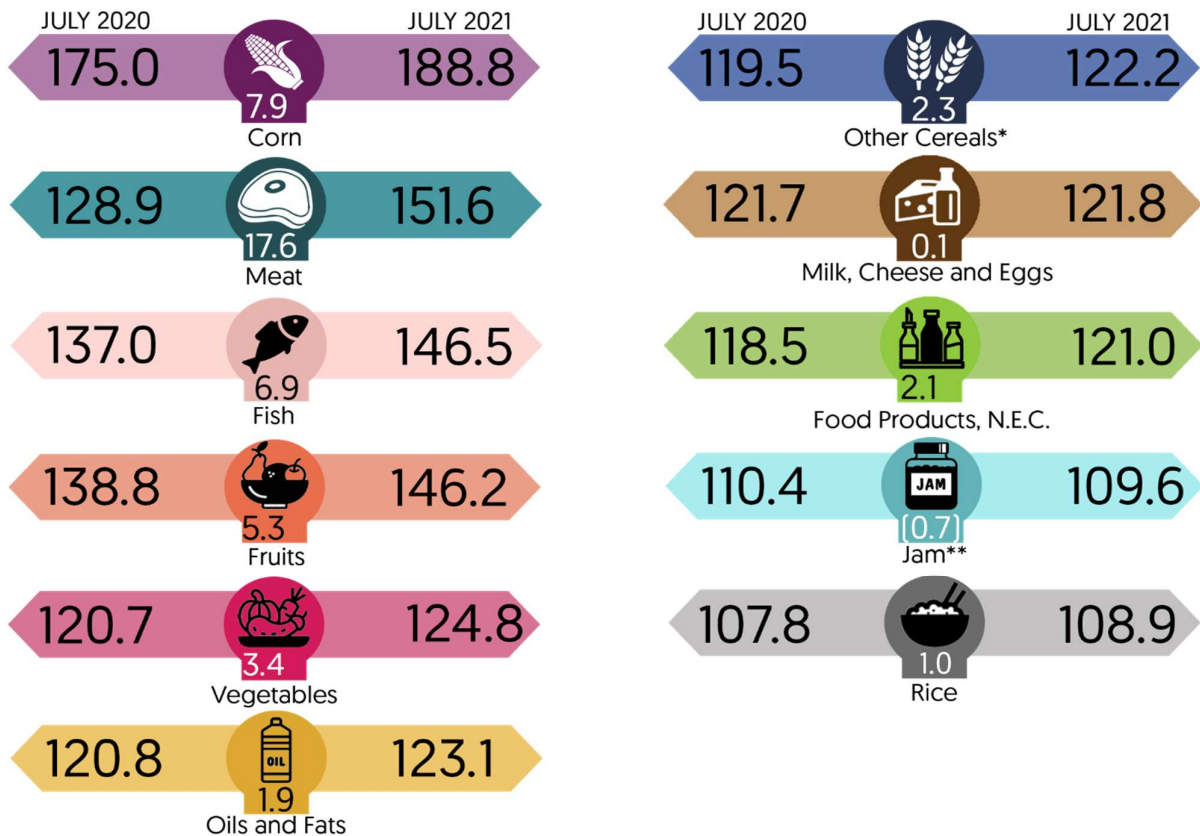 JULY 2020 JULY 2021
175.0 188.8
7.9
Corn
128.9 151.6
17.6
Meat
137.0 146.5
6.9
Fish
138.8 146.2
5.3
Fruits
120.7 124.8
3.4
Vegetables
120.8 OIL 123.1
1.9
Oils and Fats
JULY 2020 JULY 2021
119.5 122.2
2.3
Other Cereals*
121.7 121.8
0.1
Milk, Cheese and Eggs
118.5 121.0
2.1
Food Products, N.E.C.
110.4 JAM 109.6
(0.7)
Jam**
107.8 108.9
1.0
Rice